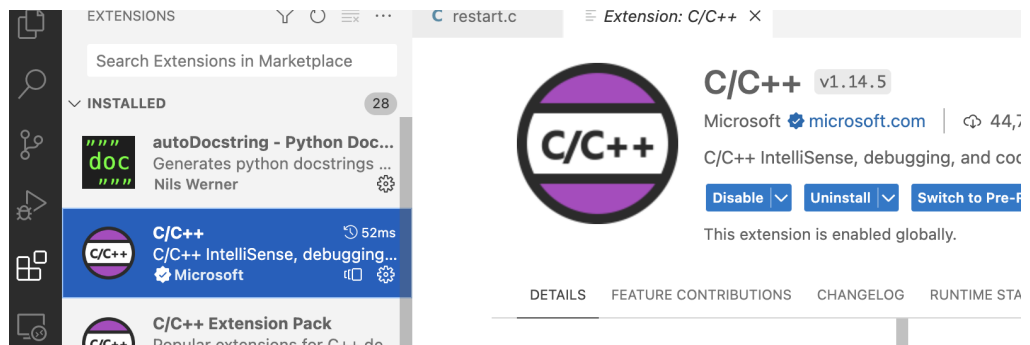 EXTENSIONS
Search Extensions in Marketplace
INSTALLED 28
"""
doc
"""
autoDocstring - Python Doc...
Generates python docstrings ...
Nils Werner
C/C++
C/C++ 52ms
C/C++ IntelliSense, debugging...
Microsoft
C/C++
C/C++ Extension Pack
Popular extensions for C++ de...
C restart.c
Extension: C/C++
C/C++
C/C++ v1.14.5
Microsoft microsoft.com 44,7
C/C++ IntelliSense, debugging, and cod
Disable Uninstall Switch to Pre-R
This extension is enabled globally.
DETAILS FEATURE CONTRIBUTIONS CHANGELOG RUNTIME STA